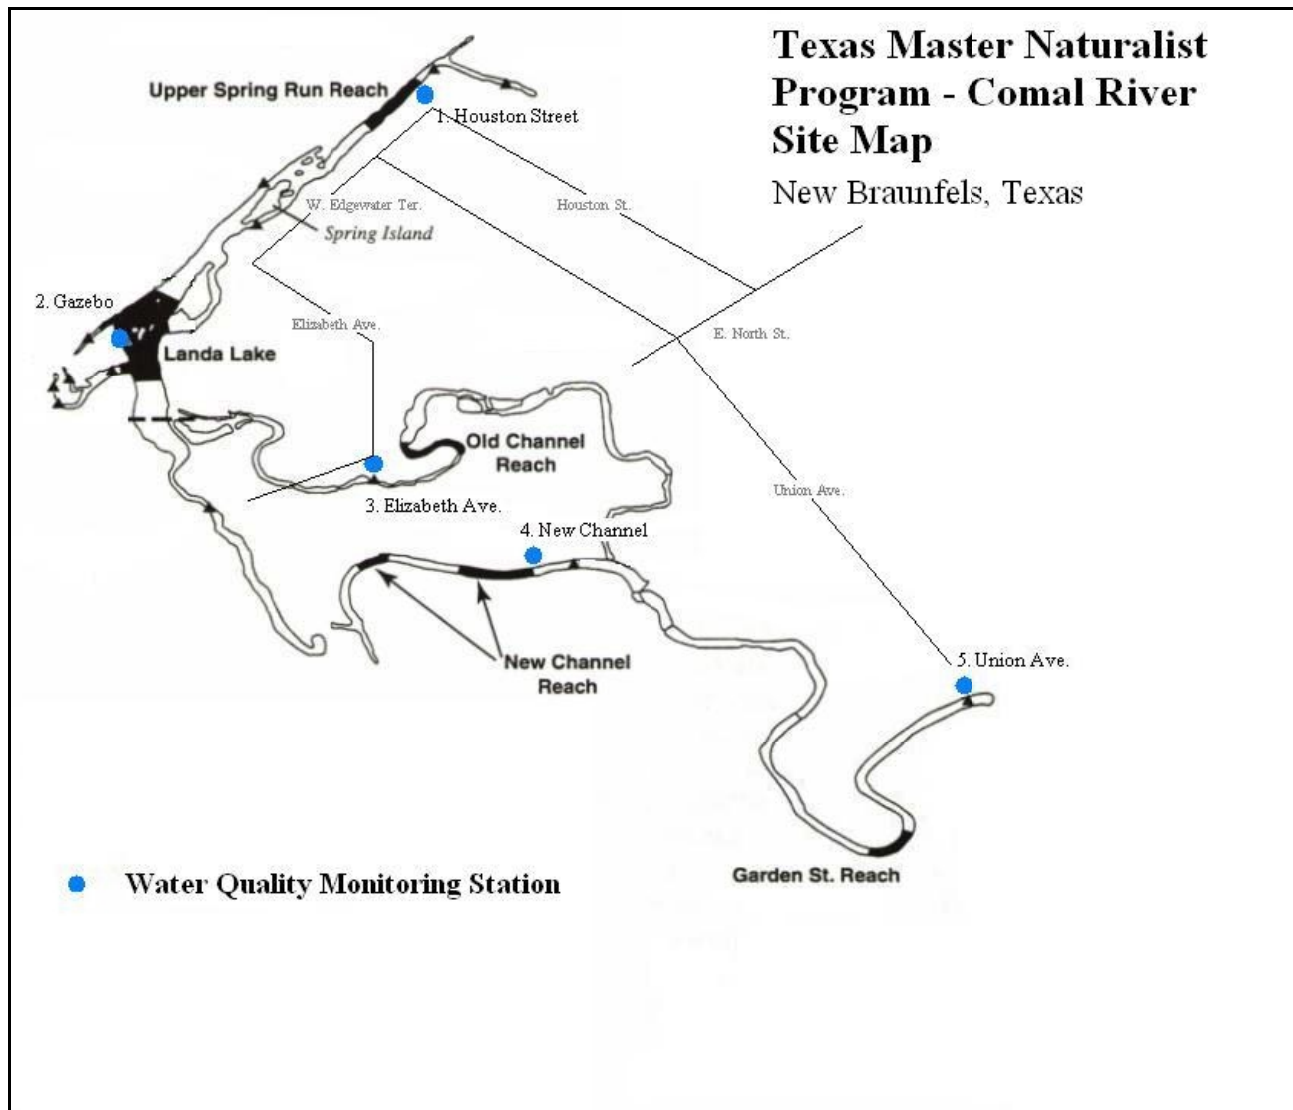 Texas Master Naturalist
Program - Comal River
Site Map
New Braunfels, Texas
Upper Spring Run Reach
1. Houston Street
W. Edgewater Ter.
Houston St.
Spring Island
2. Gazebo
Elizabeth Ave.
E. North St.
Landa Lake
Old Channel
Reach
Union Ave.
3. Elizabeth Ave.
4. New Channel
5. Union Ave.
New Channel
Reach
Garden St. Reach
Water Quality Monitoring Station